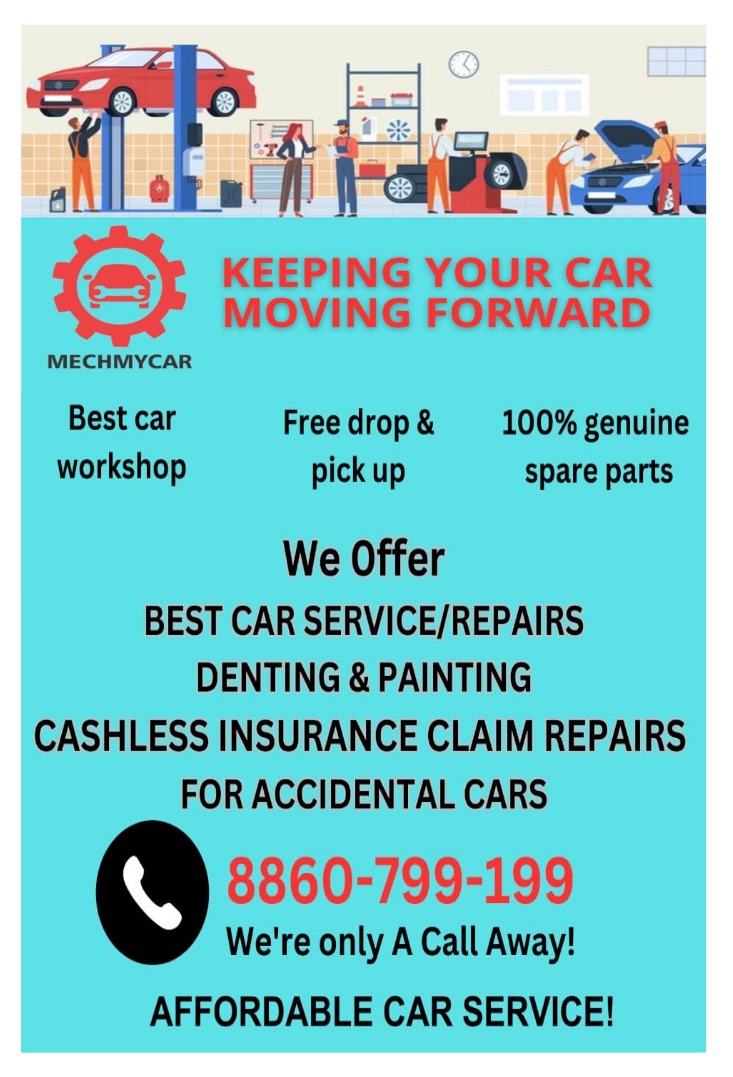 KEEPING YOUR CAR
MOVING FORWARD
MECHMYCAR
Best car
workshop
Free drop &
pick up
100% genuine
spare parts
We Offer
BEST CAR SERVICE/REPAIRS
DENTING & PAINTING
CASHLESS INSURANCE CLAIM REPAIRS
FOR ACCIDENTAL CARS
8860-799-199
We're only A Call Away!
AFFORDABLE CAR SERVICE!